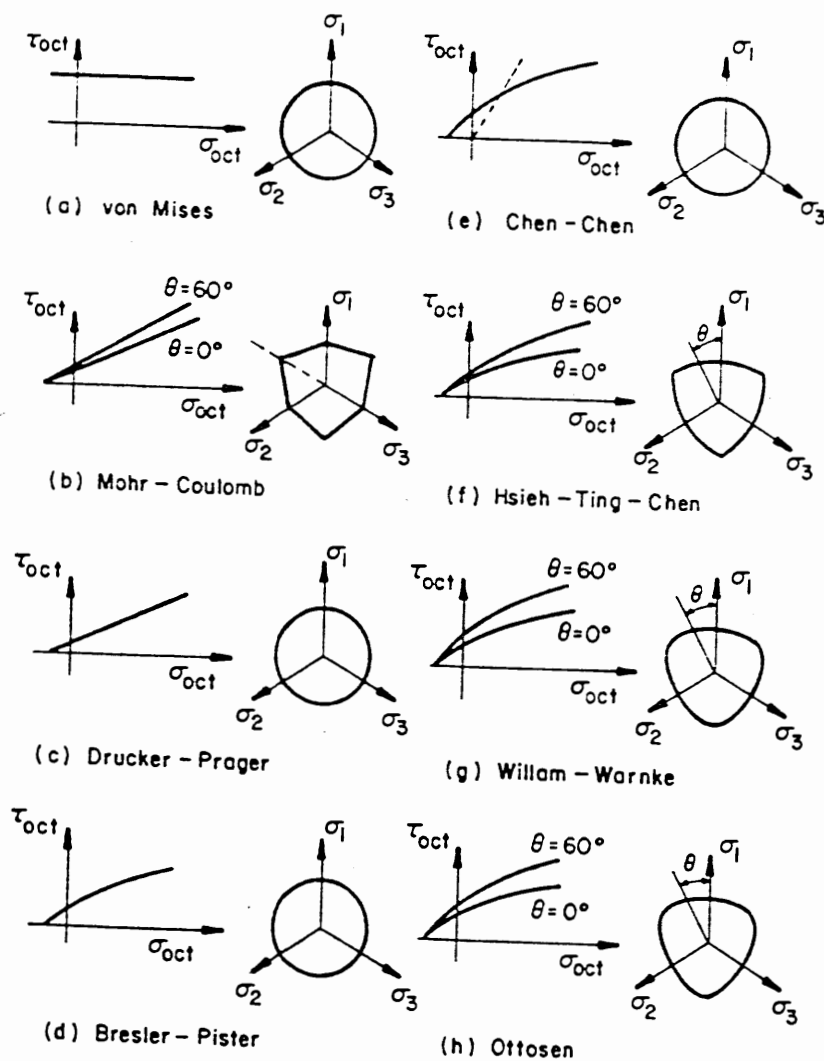 τoct
σ1
σoct
σ2
σ3
(a) von Mises
τoct
σ1
σoct
σ2
σ3
(e) Chen – Chen
τoct
θ=60°
θ=0°
σ1
σoct
σ2
σ3
(b) Mohr – Coulomb
τoct
θ=60°
θ=0°
θ
σ1
σoct
σ2
σ3
(f) Hsieh – Ting – Chen
τoct
σ1
σoct
σ2
σ3
(c) Drucker – Prager
τoct
θ=60°
θ=0°
θ
σ1
σoct
σ2
σ3
(g) Willam – Warnke
τoct
σ1
σoct
σ2
σ3
(d) Bresler – Pister
τoct
θ=60°
θ=0°
θ
σ1
σoct
σ2
σ3
(h) Ottosen